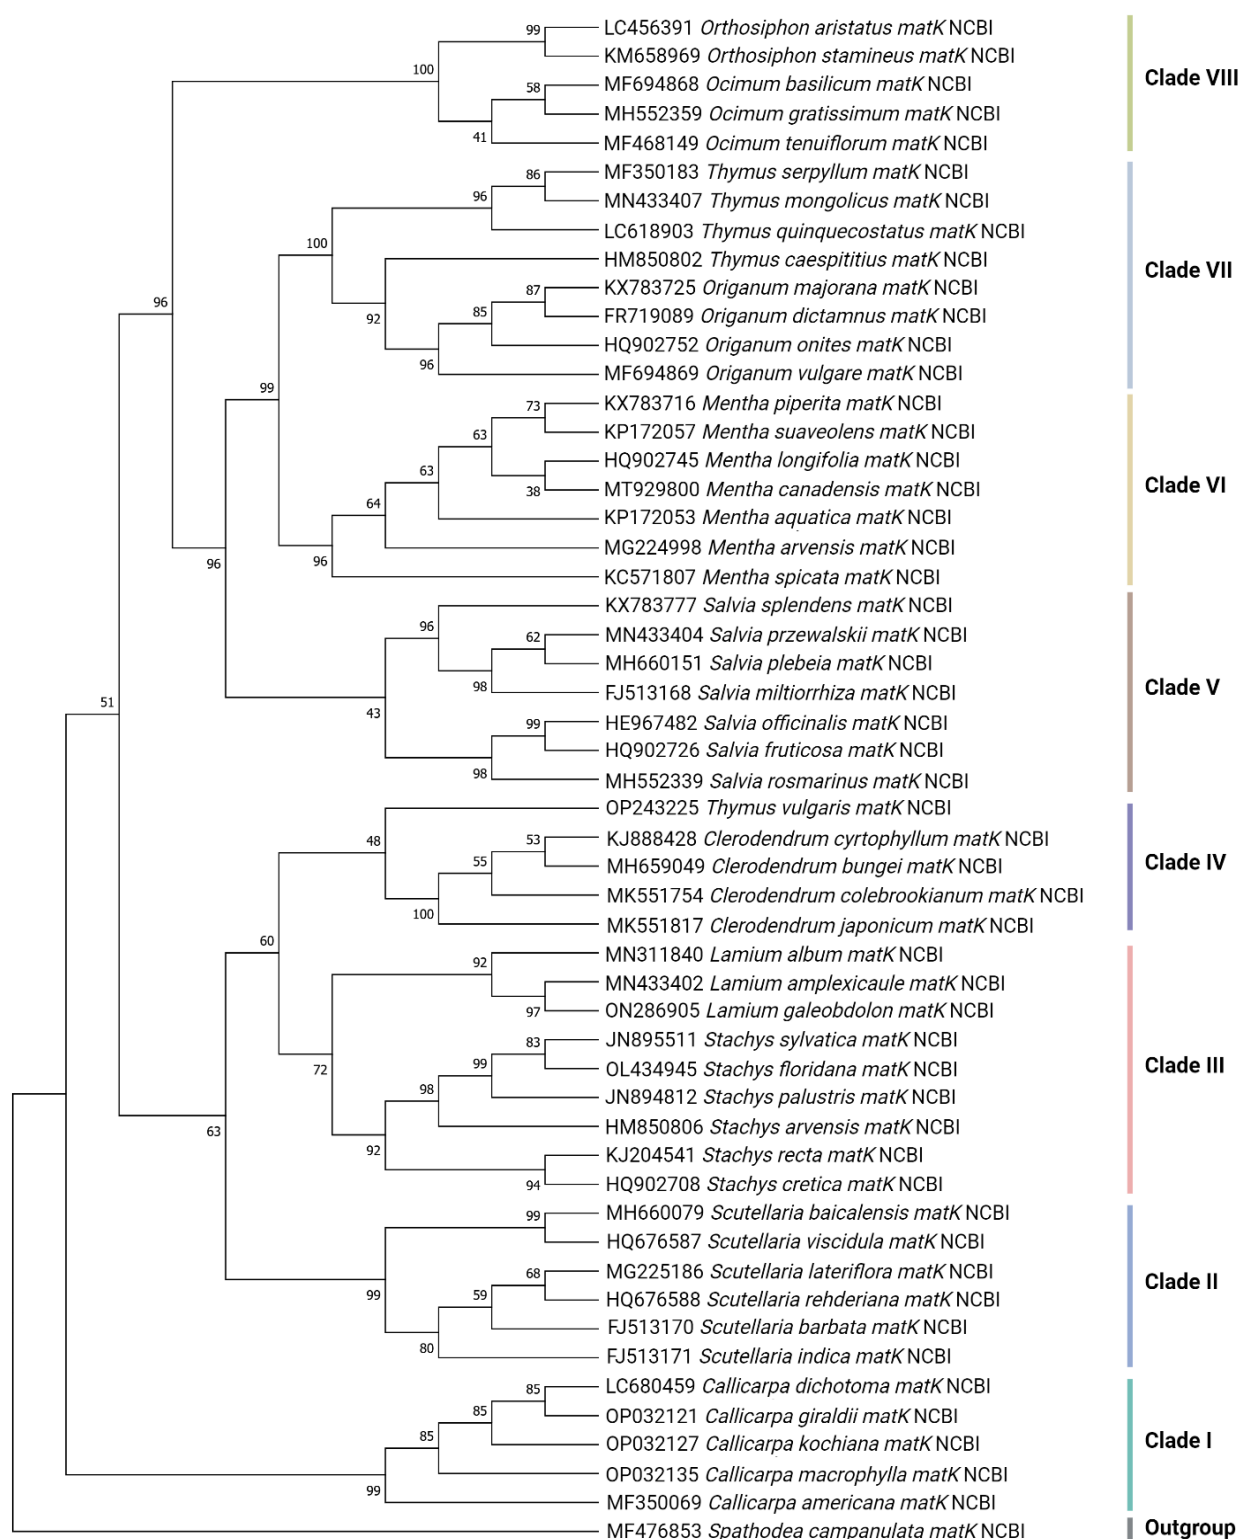 99 LC456391 Orthosiphon aristatus matK NCBI
KM658969 Orthosiphon stamineus matK NCBI
100 Clade VIII
58 MF694868 Ocimum basilicum matK NCBI
MH552359 Ocimum gratissimum matK NCBI
41 MF468149 Ocimum tenuiflorum matK NCBI
86 MF350183 Thymus serpyllum matK NCBI
96 MN433407 Thymus mongolicus matK NCBI
LC618903 Thymus quinquecostatus matK NCBI
100
HM850802 Thymus caespititius matK NCBI
Clade VII
87 KX783725 Origanum majorana matK NCBI
96
92 85 FR719089 Origanum dictamnus matK NCBI
HQ902752 Origanum onites matK NCBI
96 MF694869 Origanum vulgare matK NCBI
99
73 KX783716 Mentha piperita matK NCBI
63 KP172057 Mentha suaveolens matK NCBI
HQ902745 Mentha longifolia matK NCBI
63
Clade VI
38 MT929800 Mentha canadensis matK NCBI
64
KP172053 Mentha aquatica matK NCBI
MG224998 Mentha arvensis matK NCBI
96 96
KC571807 Mentha spicata matK NCBI
KX783777 Salvia splendens matK NCBI
96
62 MN433404 Salvia przewalskii matK NCBI
MH660151 Salvia plebeia matK NCBI
98 Clade V
FJ513168 Salvia miltiorrhiza matK NCBI
51
43 99 HE967482 Salvia officinalis matK NCBI
HQ902726 Salvia fruticosa matK NCBI
98 MH552339 Salvia rosmarinus matK NCBI
OP243225 Thymus vulgaris matK NCBI
48 53 KJ888428 Clerodendrum cyrtophyllum matK NCBI
55 MH659049 Clerodendrum bungei matK NCBI
Clade IV
MK551754 Clerodendrum colebrookianum matK NCBI
100 MK551817 Clerodendrum japonicum matK NCBI
60
92 MN311840 Lamium album matK NCBI
MN433402 Lamium amplexicaule matK NCBI
97 ON286905 Lamium galeobdolon matK NCBI
83 JN895511 Stachys sylvatica matK NCBI
72 99 OL434945 Stachys floridana matK NCBI
Clade III
98 JN894812 Stachys palustris matK NCBI
63 HM850806 Stachys arvensis matK NCBI
92 KJ204541 Stachys recta matK NCBI
94 HQ902708 Stachys cretica matK NCBI
99 MH660079 Scutellaria baicalensis matK NCBI
HQ676587 Scutellaria viscidula matK NCBI
68 MG225186 Scutellaria lateriflora matK NCBI
Clade II
99 59 HQ676588 Scutellaria rehderiana matK NCBI
FJ513170 Scutellaria barbata matK NCBI
80 FJ513171 Scutellaria indica matK NCBI
85 LC680459 Callicarpa dichotoma matK NCBI
85 OP032121 Callicarpa giraldii matK NCBI
85 OP032127 Callicarpa kochiana matK NCBI
Clade I
OP032135 Callicarpa macrophylla matK NCBI
99 MF350069 Callicarpa americana matK NCBI
MF476853 Spathodea campanulata matK NCBI Outgroup